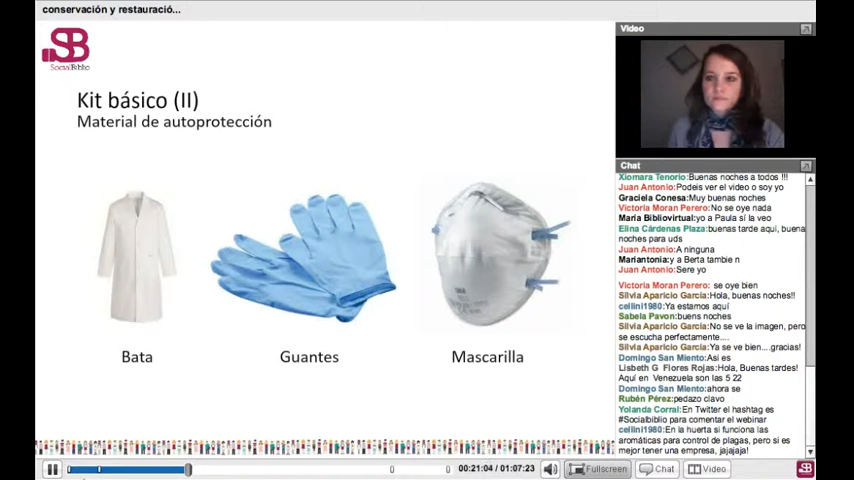 conservación y restauració...
SB
SocialBiblio
Kit básico (II)
Material de autoprotección
Bata
Guantes
Mascarilla
Video
Chat
Xiomara Tenorio:Buenas noches a todos !!!
Juan Antonio:Podeis ver el video o soy yo
Graciela Conesa:Muy buenas noches
Victoria Moran Perero:No se oye nada
Maria Bibliovirtual:yo a Paula sí la veo
Elina Cárdenas Plaza:buenas tarde aqui, buena
noches para uds
Juan Antonio:A ninguna
Mariantonia:y a Berta tambie n
Juan Antonio:Sere yo
Victoria Moran Perero: se oye bien
Silvia Aparicio García:Hola, buenas noches!!
cellini1980:Ya estamos aquí
Sabela Pavon:buens noches
Silvia Aparicio García:No se ve la imagen, pero
se escucha perfectamente....
Silvia Aparicio García:Ya se ve bien....gracias!
Domingo San Miento:Asi es
Lisbeth G Flores Rojas:Hola, Buenas tardes!
Aquí en Venezuela son las 5 22
Domingo San Miento:ahora se
Rubén Pérez:pedazo clavo
Yolanda Corral:En Twitter el hashtag es
#Socialbiblio para comentar el webinar
cellini1980:En la huerta si funciona las
aromáticas para control de plagas, pero si es
mejor tener una empresa, jajajaja!
00:21:04 / 01:07:23
Fullscreen
Chat
Video
SB